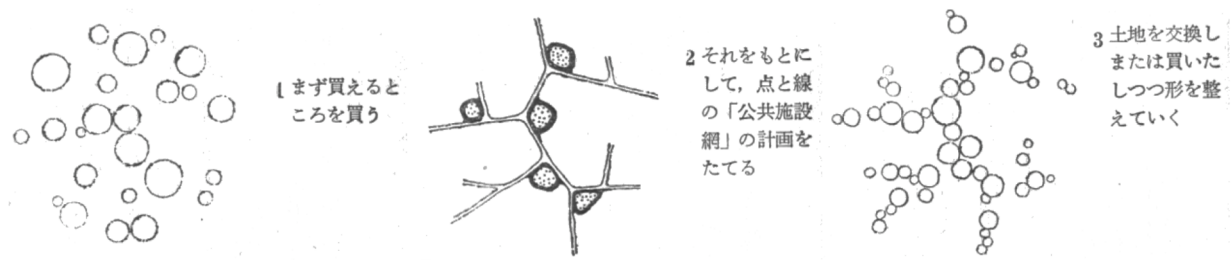 1 まず買えると
ころを買う
2 それをもとに
して，点と線
の「公共施設
網」の計画を
たてる
3 土地を交換し
または買いた
しつつ形を整
えていく